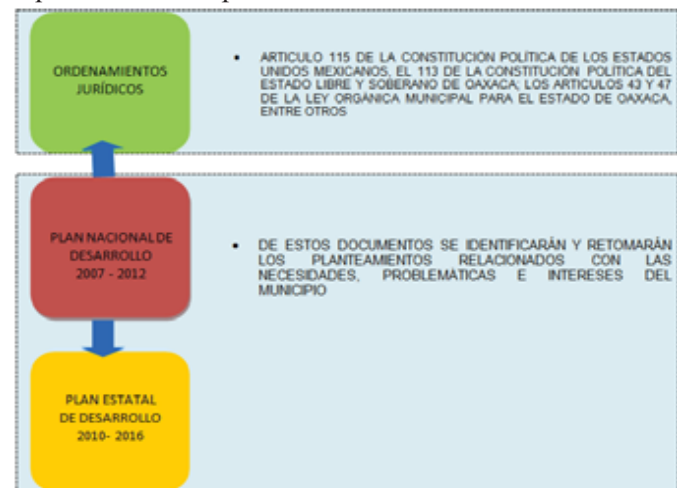 ORDENAMIENTOS
JURÍDICOS
• ARTICULO 115 DE LA CONSTITUCIÓN POLÍTICA DE LOS ESTADOS
UNIDOS MEXICANOS, EL 113 DE LA CONSTITUCIÓN POLÍTICA DEL
ESTADO LIBRE Y SOBERANO DE OAXACA; LOS ARTICULOS 43 Y 47
DE LA LEY ORGÁNICA MUNICIPAL PARA EL ESTADO DE OAXACA,
ENTRE OTROS
PLAN NACIONAL DE
DESARROLLO
2007 - 2012
• DE ESTOS DOCUMENTOS SE IDENTIFICARÁN Y RETOMARÁN
LOS PLANTEAMIENTOS RELACIONADOS CON LAS
NECESIDADES, PROBLEMÁTICAS E INTERESES DEL
MUNICIPIO
PLAN ESTATAL
DE DESARROLLO
2010- 2016